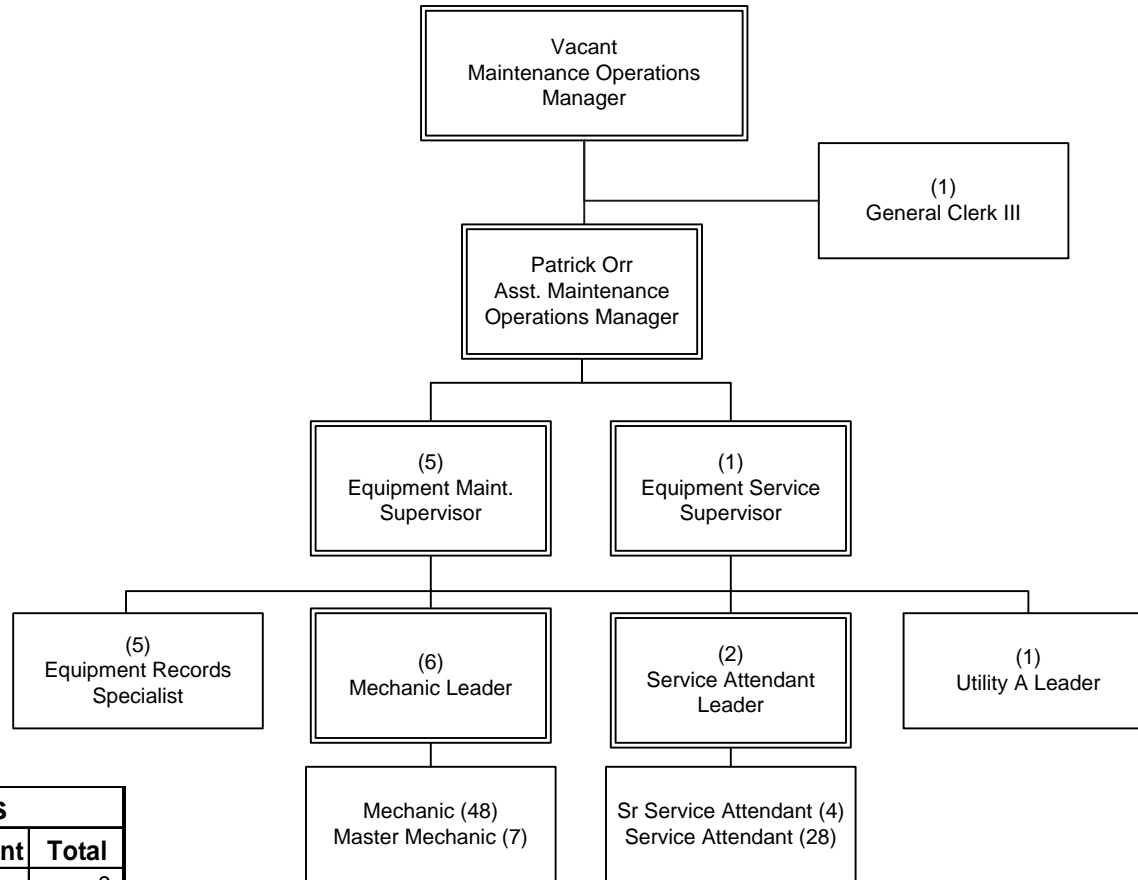 Vacant
Maintenance Operations
Manager
(1)
General Clerk III
Patrick Orr
Asst. Maintenance
Operations Manager
(5)
Equipment Maint.
Supervisor
(1)
Equipment Service
Supervisor
(5)
Equipment Records
Specialist
(6)
Mechanic Leader
(2)
Service Attendant
Leader
(1)
Utility A Leader
Mechanic (48)
Master Mechanic (7)
Sr Service Attendant (4)
Service Attendant (28)
Total